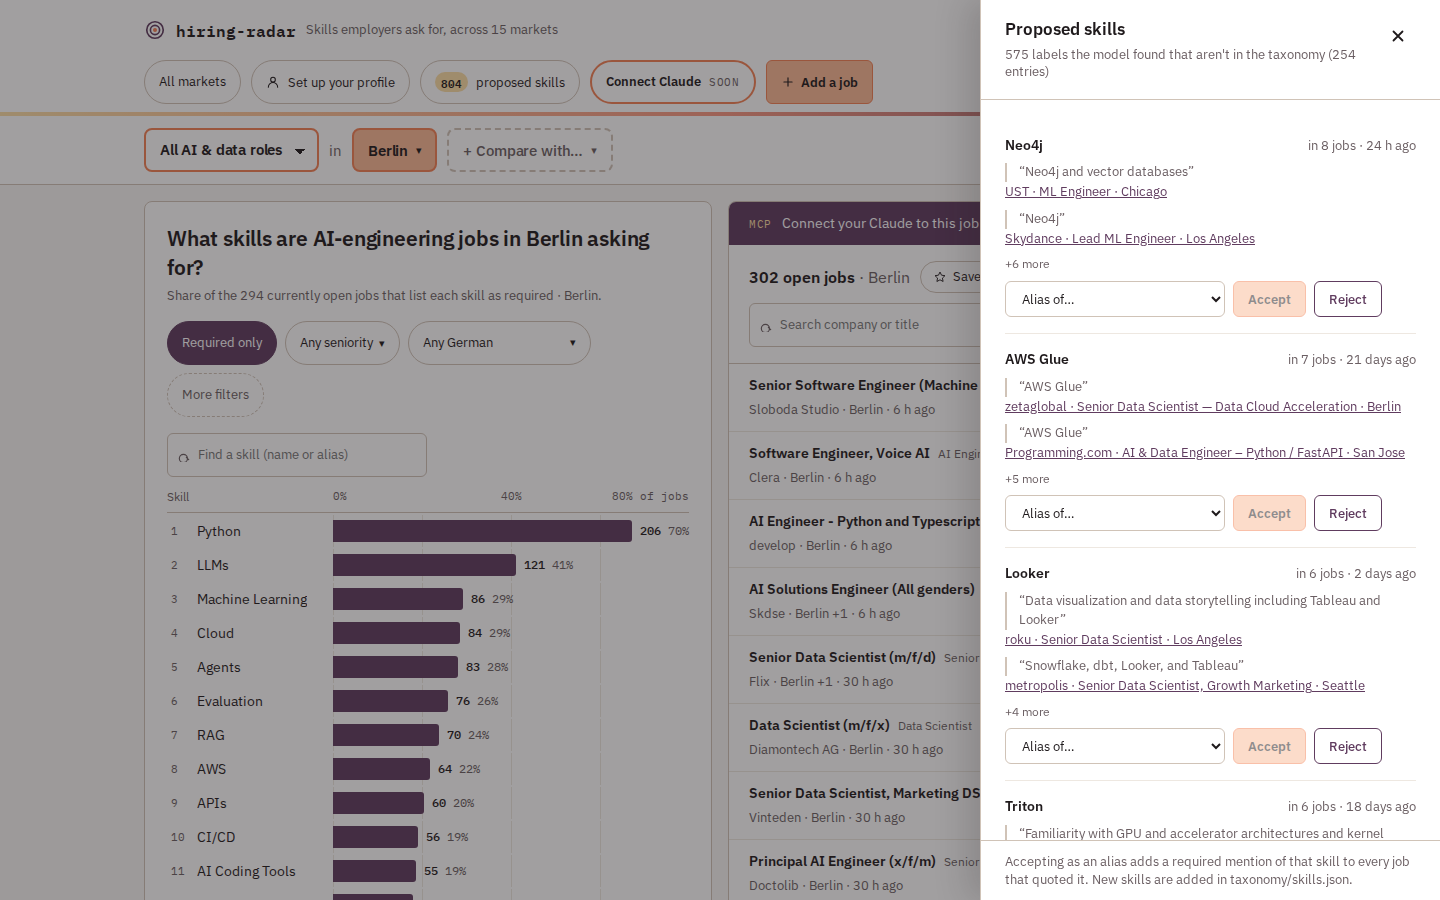 hiring-radar Skills employers ask for, across 15 markets
All markets
Set up your profile
804 proposed skills
Connect Claude SOON
+ Add a job
All AI & data roles
in
Berlin
+ Compare with...
What skills are AI-engineering jobs in Berlin asking
for?
Share of the 294 currently open jobs that list each skill as required · Berlin.
Required only
Any seniority
Any German
More filters
Find a skill (name or alias)
Skill 0% 40% 80% of jobs
1 Python 206 70%
2 LLMs 121 41%
3 Machine Learning 86 29%
4 Cloud 84 29%
5 Agents 83 28%
6 Evaluation 76 26%
7 RAG 70 24%
8 AWS 64 22%
9 APIs 60 20%
10 CI/CD 56 19%
11 AI Coding Tools 55 19%
MCP Connect your Claude to this job
302 open jobs · Berlin
Save
Search company or title
Senior Software Engineer (Machine
Sloboda Studio · Berlin · 6 h ago
Software Engineer, Voice AI AI Engi
Clera · Berlin · 6 h ago
AI Engineer - Python and Typescript
develop · Berlin · 6 h ago
AI Solutions Engineer (All genders)
Skdse · Berlin +1 · 6 h ago
Senior Data Scientist (m/f/d) Senior
Flix · Berlin +1 · 30 h ago
Data Scientist (m/f/x) Data Scientist
Diamontech AG · Berlin · 30 h ago
Senior Data Scientist, Marketing DS
Vinteden · Berlin · 30 h ago
Principal AI Engineer (x/f/m) Senior
Doctolib · Berlin · 30 h ago
Proposed skills
575 labels the model found that aren't in the taxonomy (254
entries)
Neo4j in 8 jobs · 24 h ago
“Neo4j and vector databases”
UST · ML Engineer · Chicago
“Neo4j”
Skydance · Lead ML Engineer · Los Angeles
+6 more
Alias of...
Accept
Reject
AWS Glue in 7 jobs · 21 days ago
“AWS Glue”
zetaglobal · Senior Data Scientist — Data Cloud Acceleration · Berlin
“AWS Glue”
Programming.com · AI & Data Engineer – Python / FastAPI · San Jose
+5 more
Alias of...
Accept
Reject
Looker in 6 jobs · 2 days ago
“Data visualization and data storytelling including Tableau and
Looker”
roku · Senior Data Scientist · Los Angeles
“Snowflake, dbt, Looker, and Tableau”
metropolis · Senior Data Scientist, Growth Marketing · Seattle
+4 more
Alias of...
Accept
Reject
Triton in 6 jobs · 18 days ago
“Familiarity with GPU and accelerator architectures and kernel
Accepting as an alias adds a required mention of that skill to every job
that quoted it. New skills are added in taxonomy/skills.json.